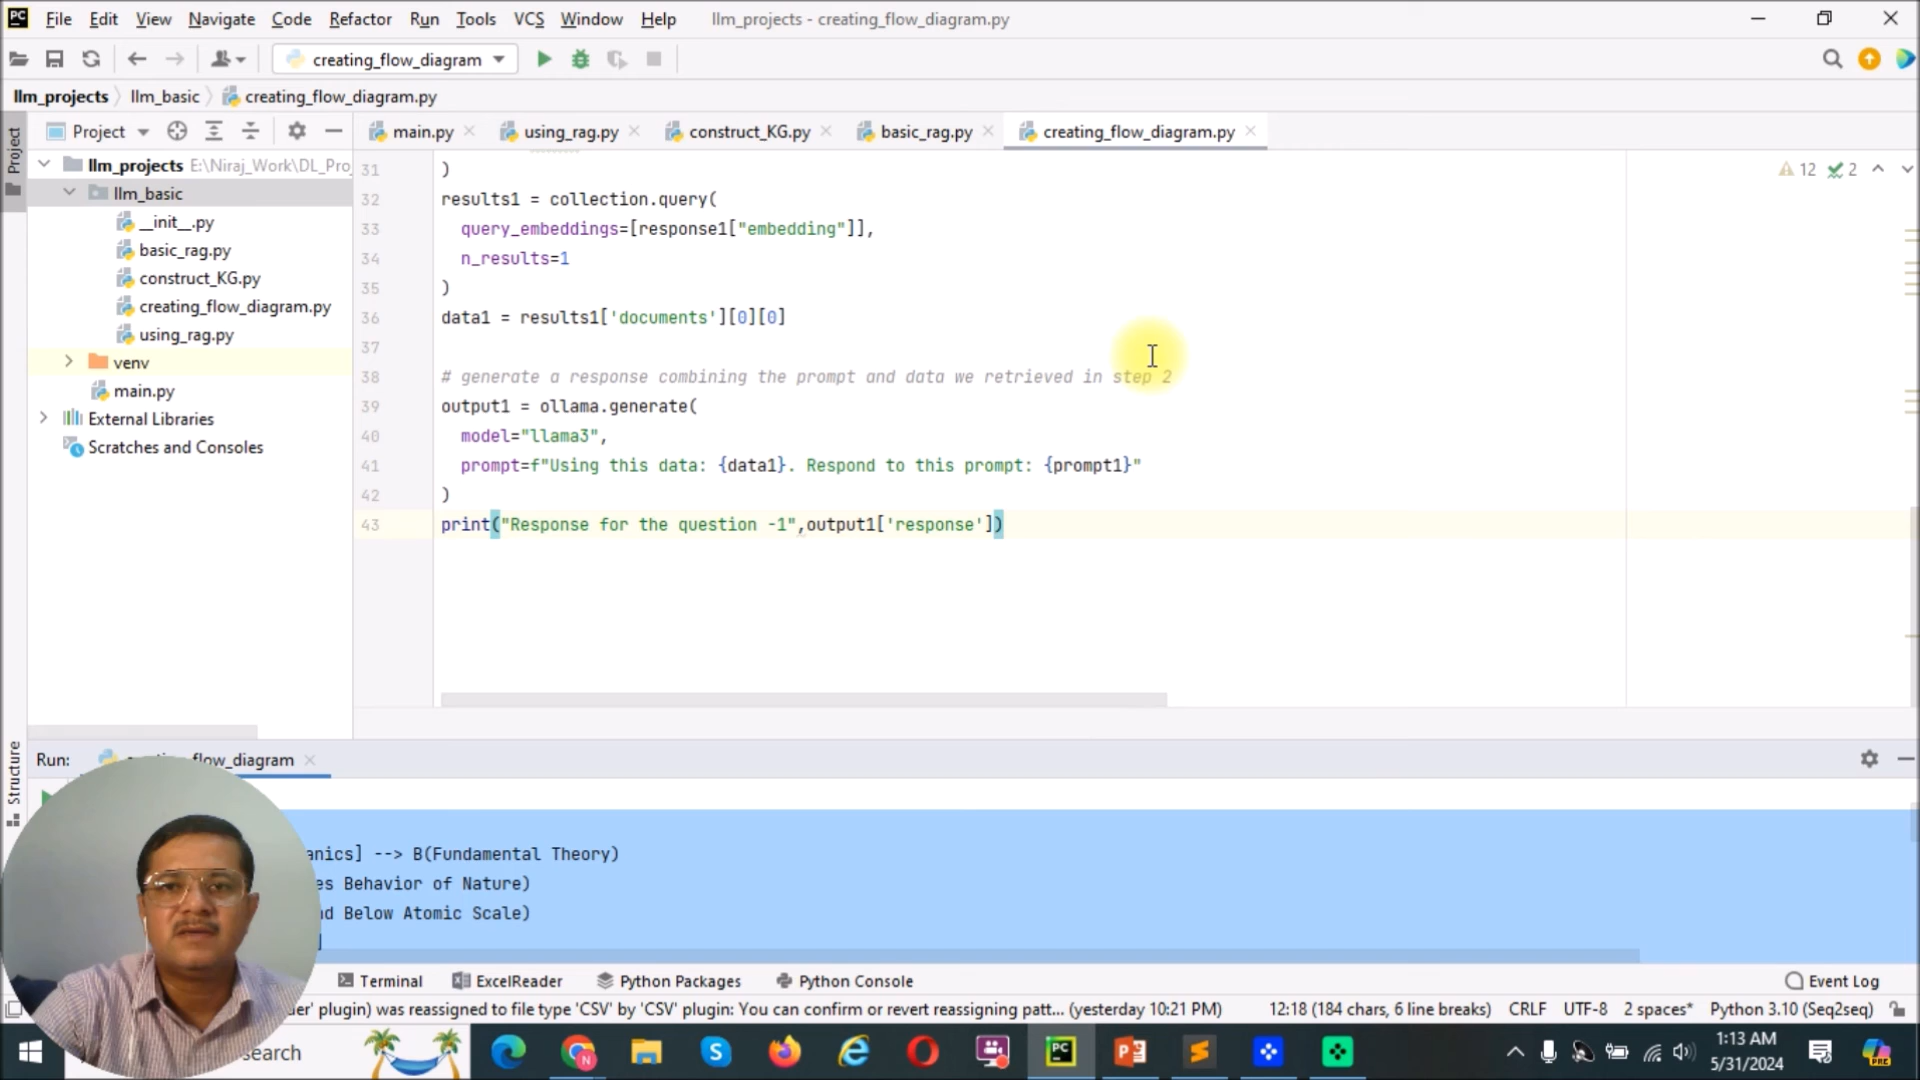 PC File Edit View Navigate Code Refactor Run Tools VCS Window Help llm_projects - creating_flow_diagram.py
creating_flow_diagram
llm_projects llm_basic creating_flow_diagram.py
Project
Project
main.py using_rag.py construct_KG.py basic_rag.py creating_flow_diagram.py
llm_projects E:\Niraj_Work\DL_Pro
llm_basic
__init__.py
basic_rag.py
construct_KG.py
creating_flow_diagram.py
using_rag.py
venv
main.py
External Libraries
Scratches and Consoles
12 2
31 )
32 results1 = collection.query(
33 query_embeddings=[response1["embedding"]],
34 n_results=1
35 )
36 data1 = results1['documents'][0][0]
37
38 # generate a response combining the prompt and data we retrieved in step 2
39 output1 = ollama.generate(
40 model="llama3",
41 prompt=f"Using this data: {data1}. Respond to this prompt: {prompt1}"
42 )
43 print("Response for the question -1",output1['response'])
Structure
Run: flow_diagram
anics] --> B(Fundamental Theory)
es Behavior of Nature)
nd Below Atomic Scale)
]
Terminal ExcelReader Python Packages Python Console Event Log
der' plugin) was reassigned to file type 'CSV' by 'CSV' plugin: You can confirm or revert reassigning patt... (yesterday 10:21 PM) 12:18 (184 chars, 6 line breaks) CRLF UTF-8 2 spaces* Python 3.10 (Seq2seq)
search
1:13 AM
5/31/2024